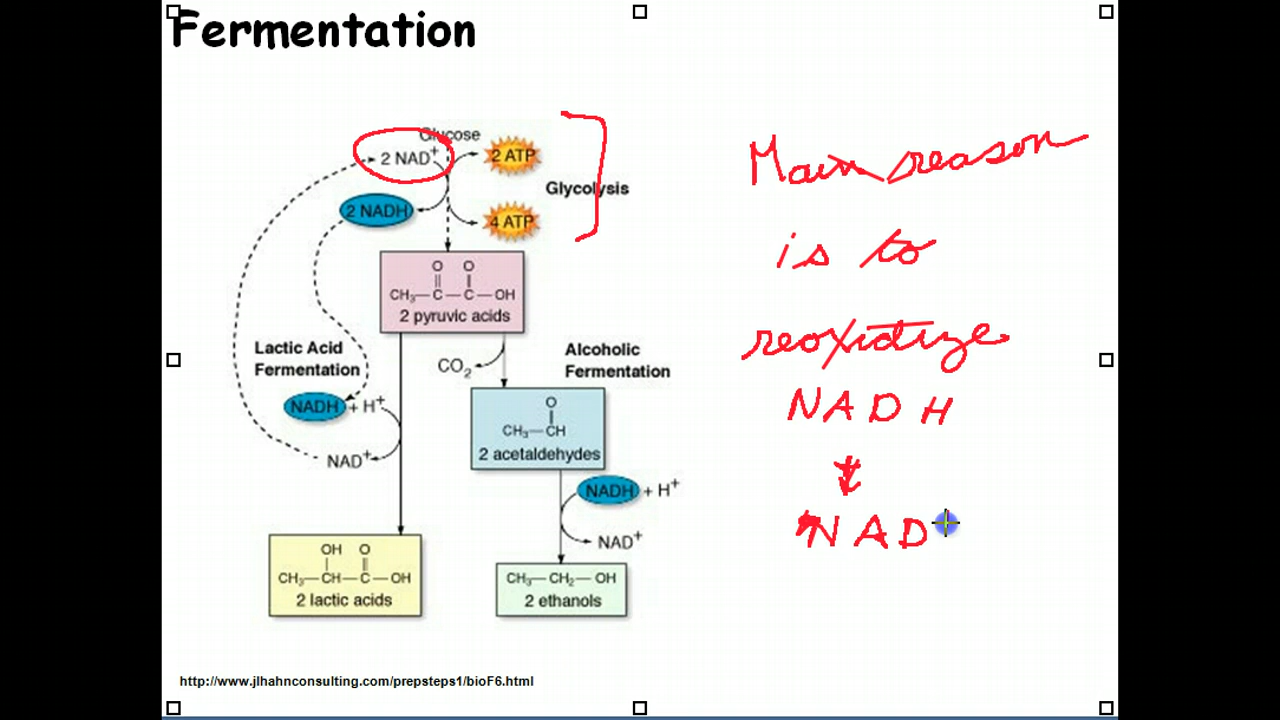 Fermentation
Glucose
2 NAD+
2 ATP
Glycolysis
2 NADH
4 ATP
O O
CH3—C—C—OH
2 pyruvic acids
Lactic Acid
Fermentation
CO2
Alcoholic
Fermentation
NADH + H+
O
CH3—CH
2 acetaldehydes
NAD+
NADH + H+
NAD+
OH O
CH3—CH—C—OH
2 lactic acids
CH3—CH2—OH
2 ethanols
Main reason
is to
reoxidize
NADH
NAD+
http://www.jlhahnconsulting.com/prepsteps1/bioF6.html